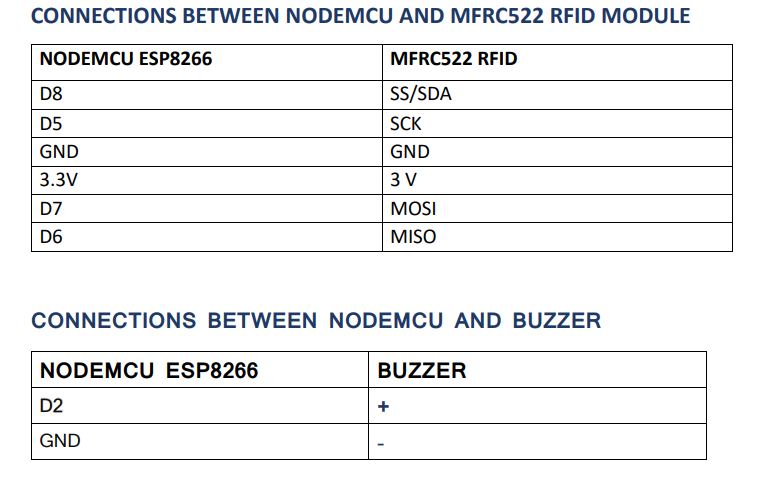 CONNECTIONS BETWEEN NODEMCU AND MFRC522 RFID MODULE
NODEMCU ESP8266 MFRC522 RFID
D8 SS/SDA
D5 SCK
GND GND
3.3V 3 V
D7 MOSI
D6 MISO
CONNECTIONS BETWEEN NODEMCU AND BUZZER
NODEMCU ESP8266 BUZZER
D2 +
GND -